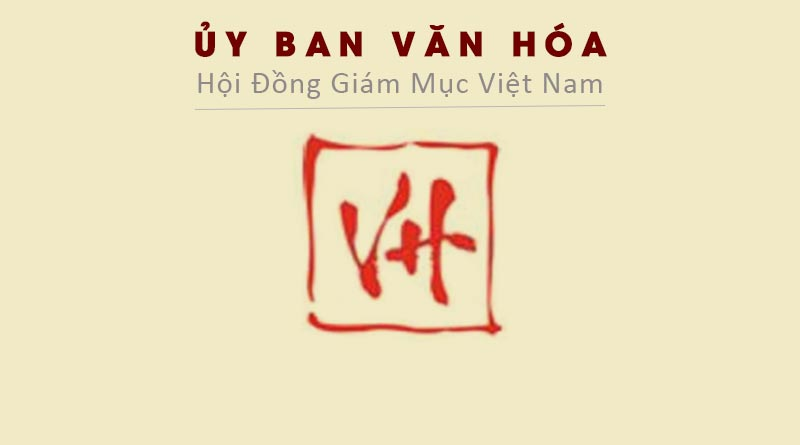 ỦY BAN VĂN HÓA
Hội Đồng Giám Mục Việt Nam
VH